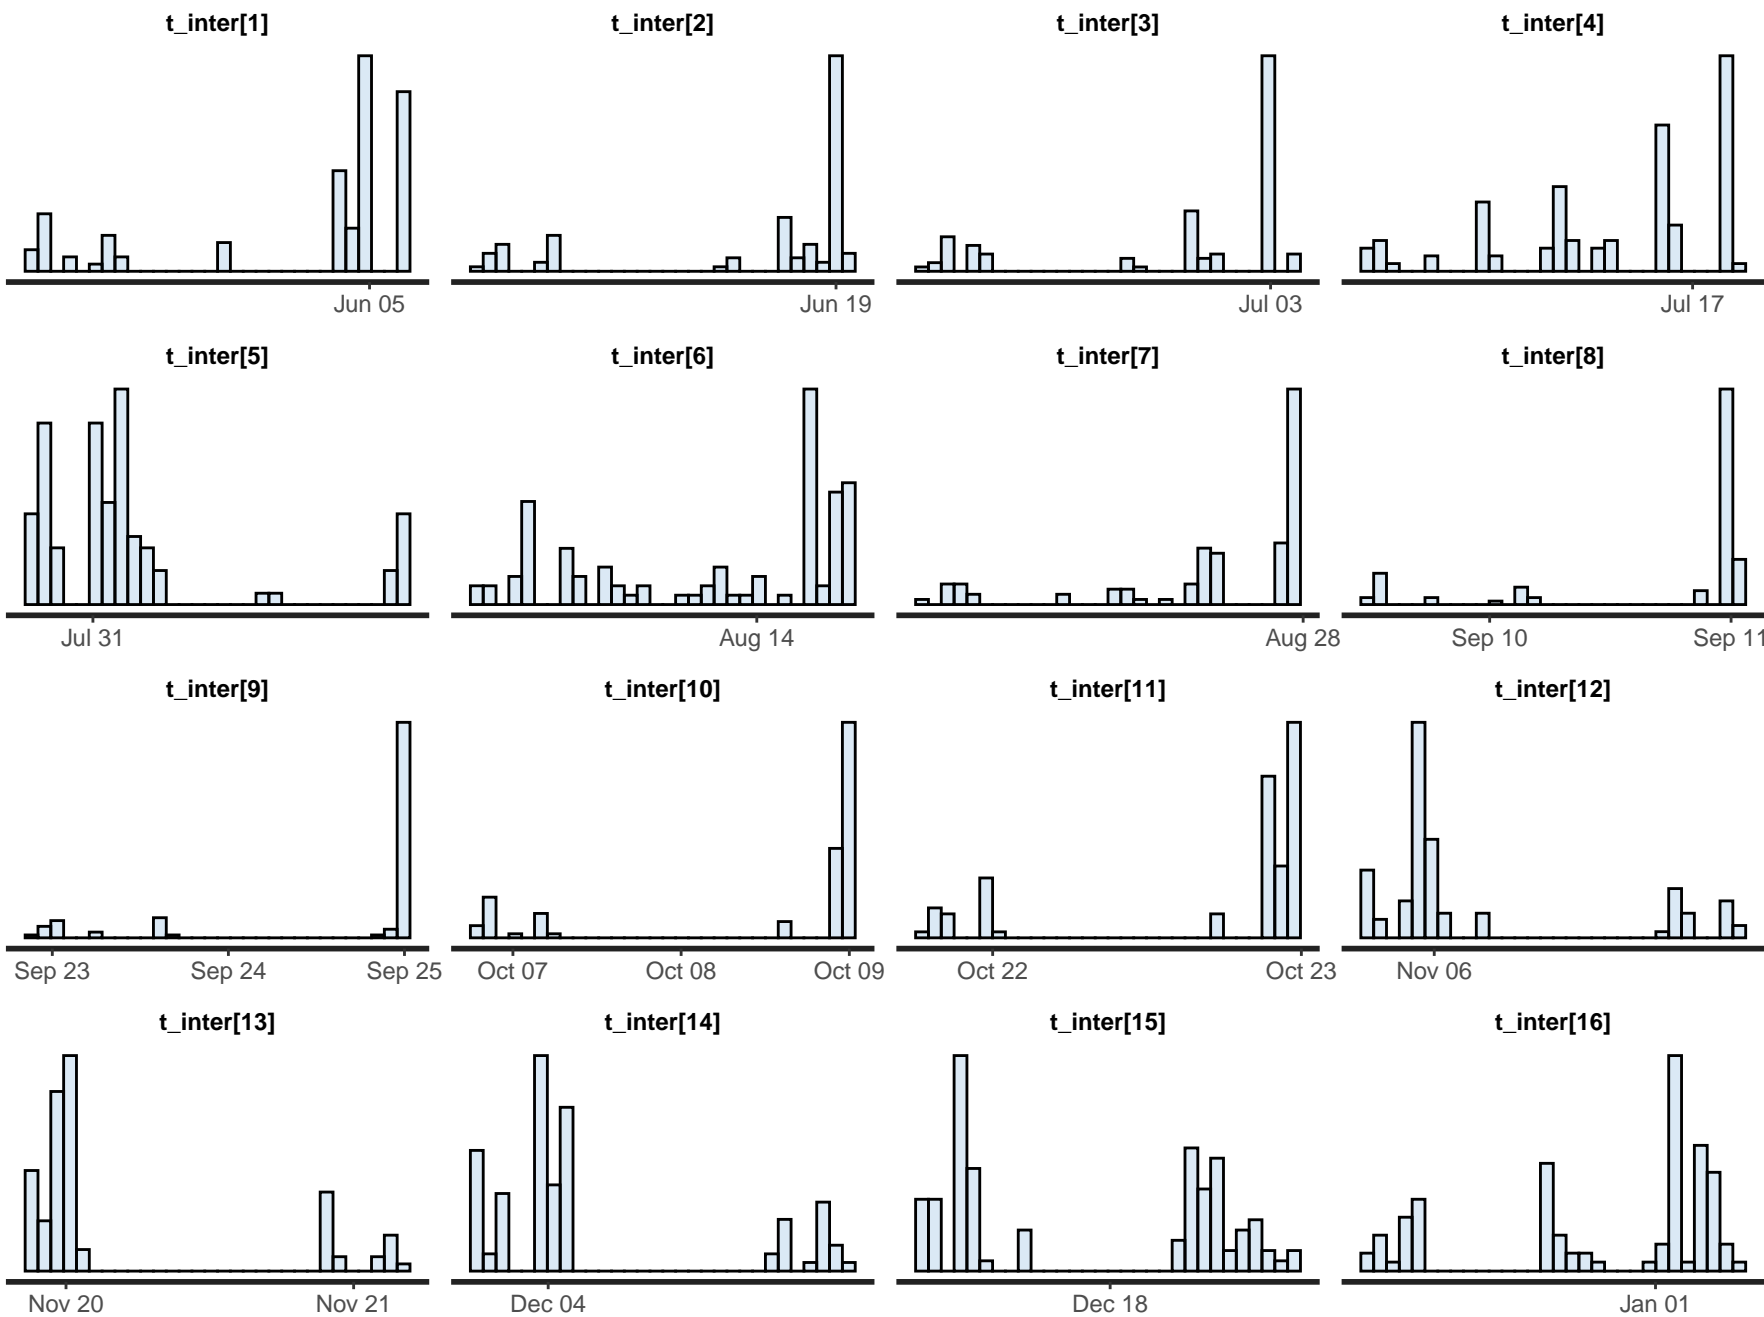 t_inter[1] t_inter[2] t_inter[3] t_inter[4]
Jun 05 Jun 19 Jul 03 Jul 17
t_inter[5] t_inter[6] t_inter[7] t_inter[8]
Jul 31 Aug 14 Aug 28 Sep 10 Sep 11
t_inter[9] t_inter[10] t_inter[11] t_inter[12]
Sep 23 Sep 24 Sep 25 Oct 07 Oct 08 Oct 09 Oct 22 Oct 23 Nov 06
t_inter[13] t_inter[14] t_inter[15] t_inter[16]
Nov 20 Nov 21 Dec 04 Dec 18 Jan 01